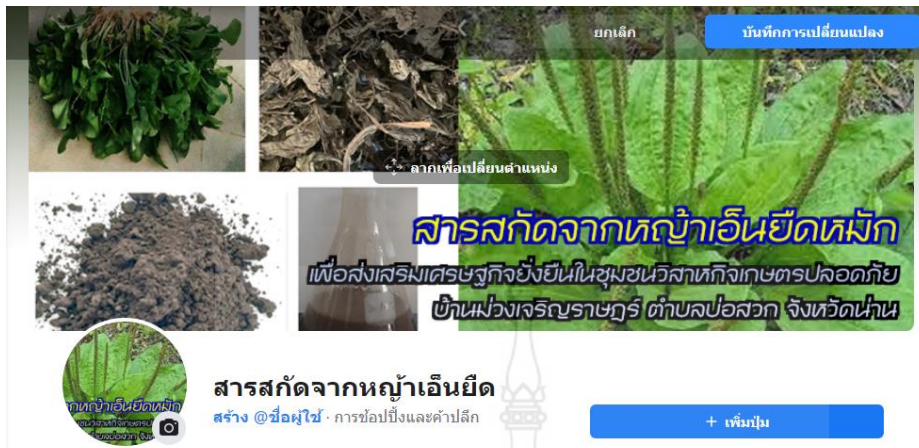 ยกเลิก
บันทึกการเปลี่ยนแปลง
ลากเพื่อเปลี่ยนตำแหน่ง
สารสกัดจากหญ้าเอ็นยืดหมัก
เพื่อส่งเสริมเศรษฐกิจยั่งยืนในชุมชนวิสาหกิจเกษตรปลอดภัย
บ้านม่วงเจริญราษฎร์ ตำบลบ่อสวก จังหวัดน่าน
สารสกัดจากหญ้าเอ็นยืด
สร้าง @ชื่อผู้ใช้ · การช้อปปิ้งและค้าปลีก
+ เพิ่มปุ่ม